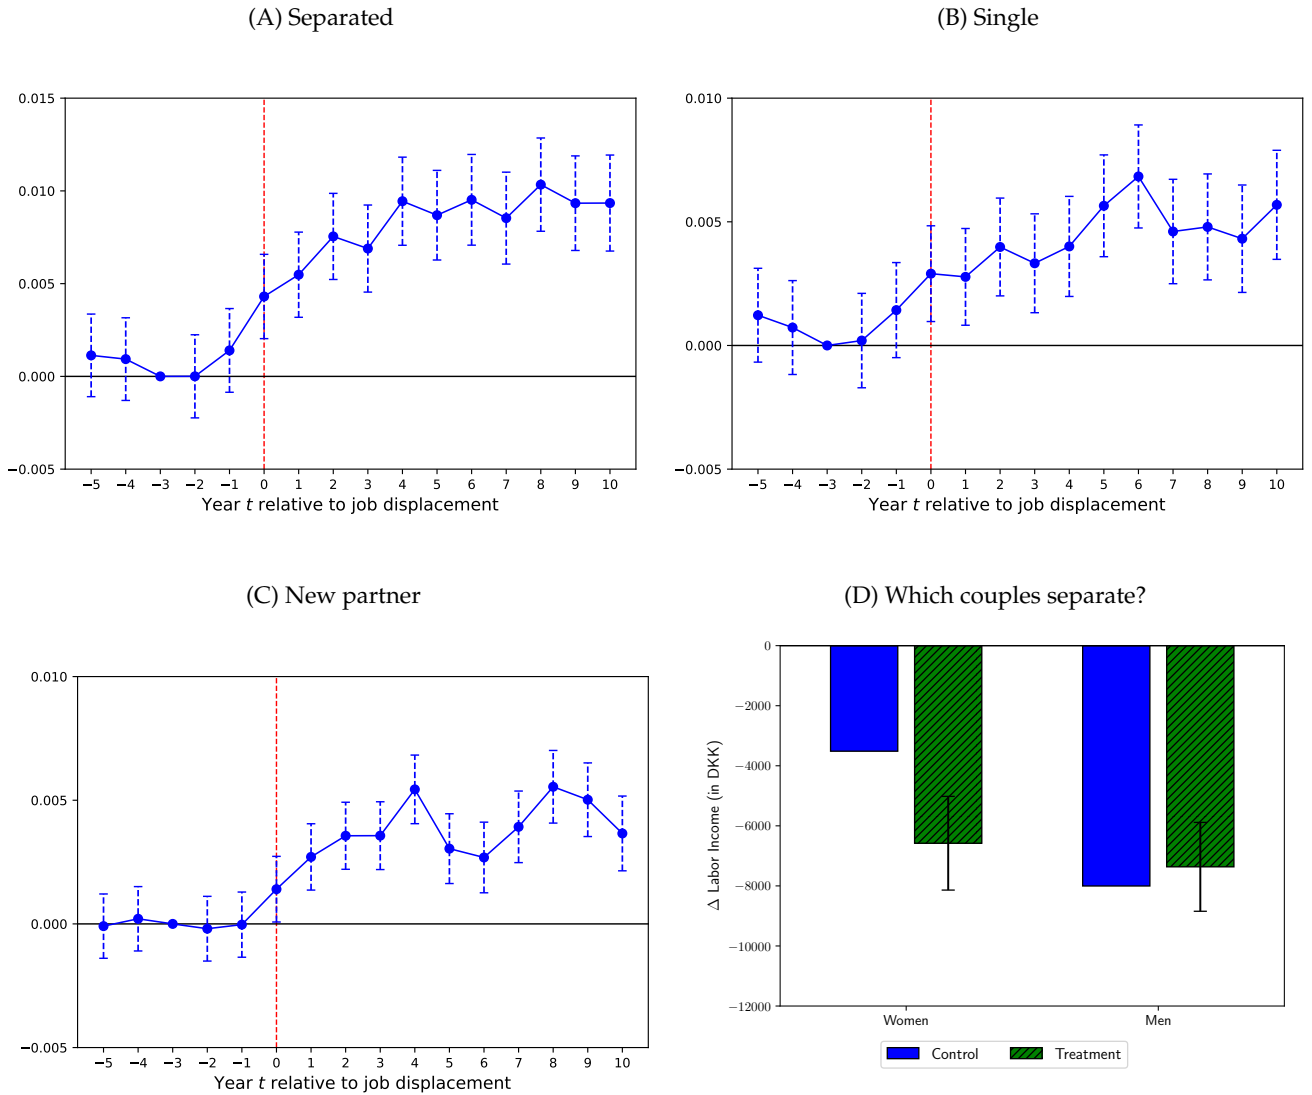 (A) Separated
0.015
0.010
0.005
0.000
−0.005
−5 −4 −3 −2 −1 0 1 2 3 4 5 6 7 8 9 10
Year t relative to job displacement
(B) Single
0.010
0.005
0.000
−0.005
−5 −4 −3 −2 −1 0 1 2 3 4 5 6 7 8 9 10
Year t relative to job displacement
(C) New partner
0.010
0.005
0.000
−0.005
−5 −4 −3 −2 −1 0 1 2 3 4 5 6 7 8 9 10
Year t relative to job displacement
(D) Which couples separate?
Δ Labor Income (in DKK)
0
−2000
−4000
−6000
−8000
−10000
−12000
Women Men
Control Treatment